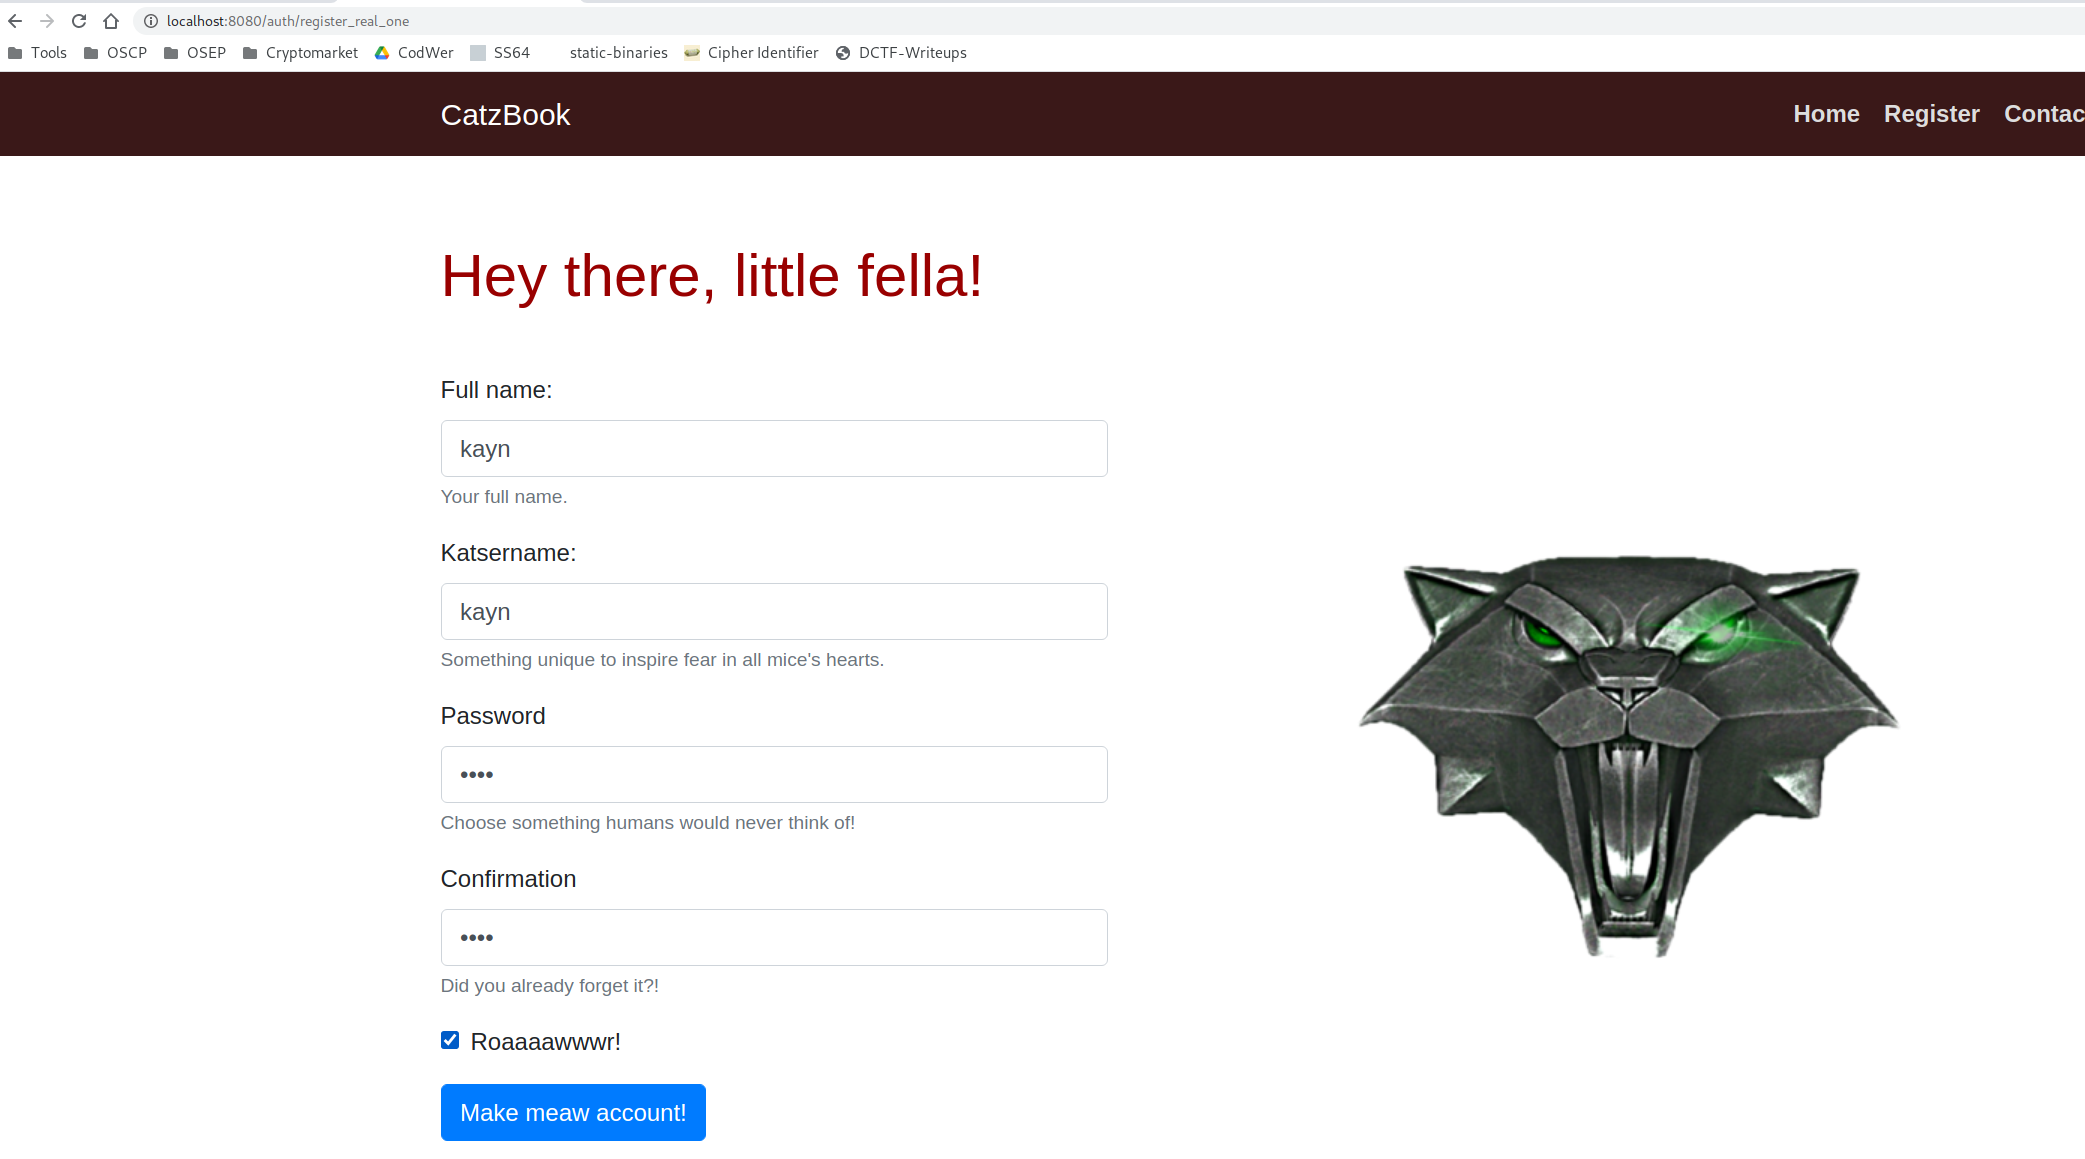 localhost:8080/auth/register_real_one
Tools OSCP OSEP Cryptomarket CodWer SS64 static-binaries Cipher Identifier DCTF-Writeups
CatzBook Home Register Contac
Hey there, little fella!
Full name:
kayn
Your full name.
Katsername:
kayn
Something unique to inspire fear in all mice's hearts.
Password
••••
Choose something humans would never think of!
Confirmation
••••
Did you already forget it?!
Roaaaawwwr!
Make meaw account!